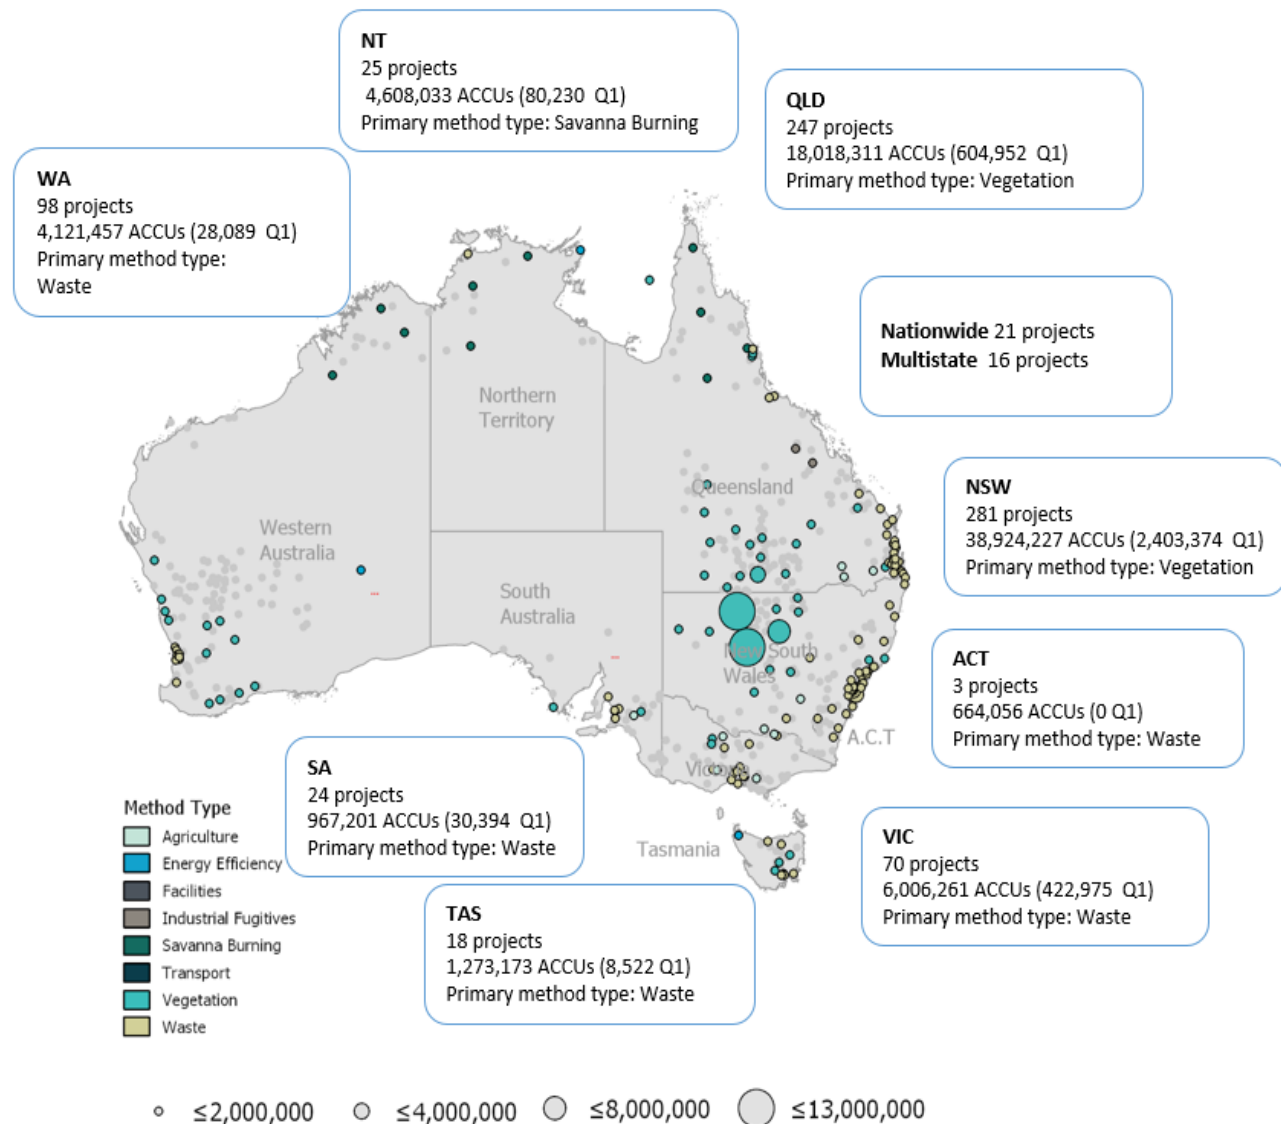 NT
25 projects
4,608,033 ACCUs (80,230 Q1)
Primary method type: Savanna Burning
QLD
247 projects
18,018,311 ACCUs (604,952 Q1)
Primary method type: Vegetation
WA
98 projects
4,121,457 ACCUs (28,089 Q1)
Primary method type:
Waste
Nationwide 21 projects
Multistate 16 projects
Northern
Territory
Queensland
Western
Australia
South
Australia
New South
Wales
A.C.T
Victoria
Tasmania
NSW
281 projects
38,924,227 ACCUs (2,403,374 Q1)
Primary method type: Vegetation
ACT
3 projects
664,056 ACCUs (0 Q1)
Primary method type: Waste
SA
24 projects
967,201 ACCUs (30,394 Q1)
Primary method type: Waste
VIC
70 projects
6,006,261 ACCUs (422,975 Q1)
Primary method type: Waste
TAS
18 projects
1,273,173 ACCUs (8,522 Q1)
Primary method type: Waste
Method Type
Agriculture
Energy Efficiency
Facilities
Industrial Fugitives
Savanna Burning
Transport
Vegetation
Waste
≤2,000,000 ≤4,000,000 ≤8,000,000 ≤13,000,000